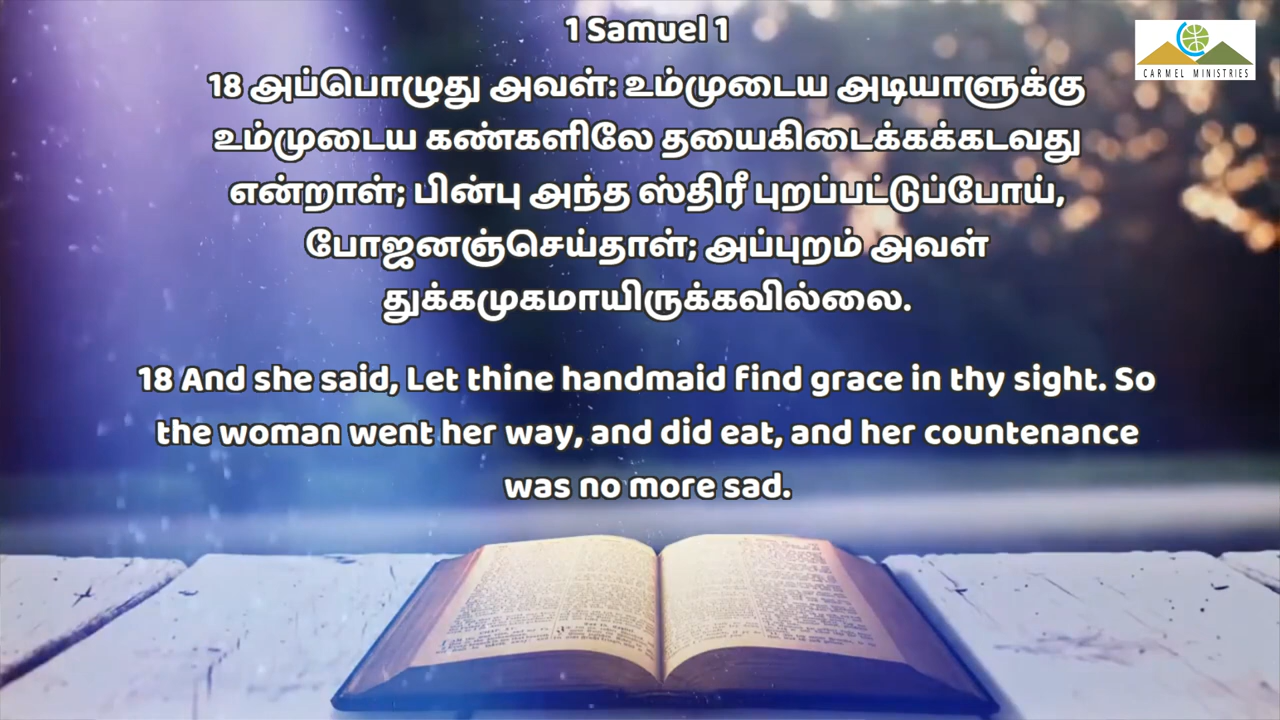 1 Samuel 1
CARMEL MINISTRIES
18 அப்பொழுது அவள்: உம்முடைய அடியாளுக்கு
உம்முடைய கண்களிலே தயைகிடைக்கக்கடவது
என்றாள்; பின்பு அந்த ஸ்திரீ புறப்பட்டுப்போய்,
போஜனஞ்செய்தாள்; அப்புறம் அவள்
துக்கமுகமாயிருக்கவில்லை.
18 And she said, Let thine handmaid find grace in thy sight. So
the woman went her way, and did eat, and her countenance
was no more sad.